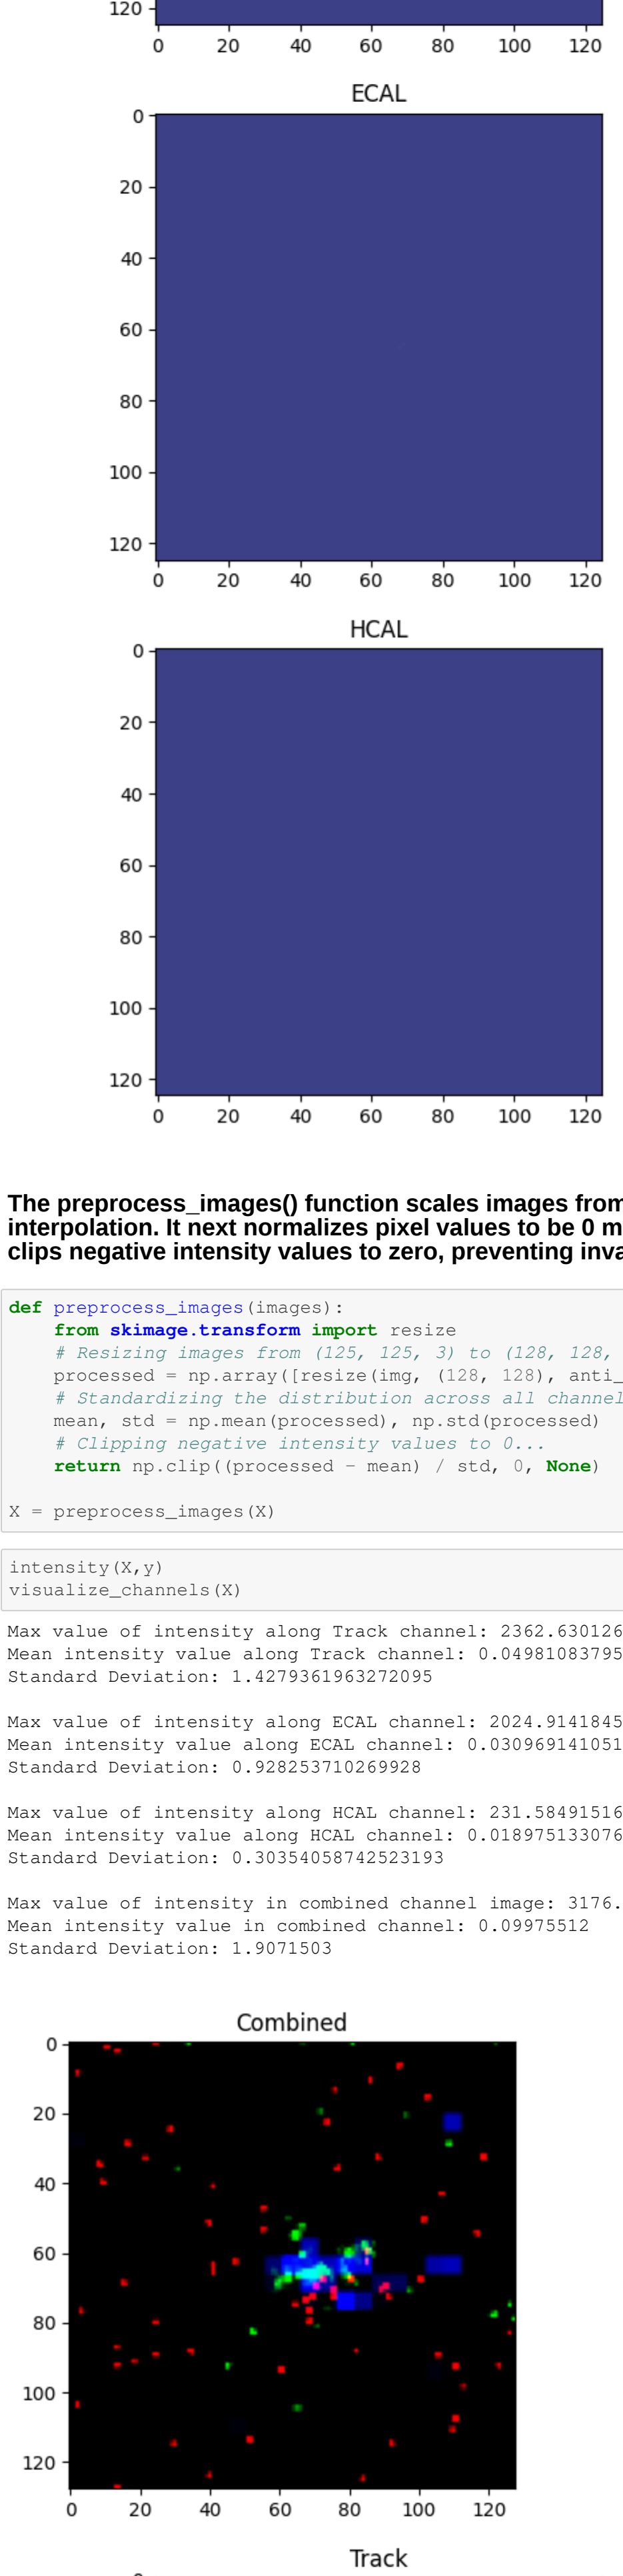 120
0 20 40 60 80 100 120
ECAL
0
20
40
60
80
100
120
0 20 40 60 80 100 120
HCAL
0
20
40
60
80
100
120
0 20 40 60 80 100 120
The preprocess_images() function scales images from
interpolation. It next normalizes pixel values to be 0 m
clips negative intensity values to zero, preventing inva
def preprocess_images(images):
from skimage.transform import resize
# Resizing images from (125, 125, 3) to (128, 128,
processed = np.array([resize(img, (128, 128), anti_
# Standardizing the distribution across all channel
mean, std = np.mean(processed), np.std(processed)
# Clipping negative intensity values to 0...
return np.clip((processed - mean) / std, 0, None)
X = preprocess_images(X)
intensity(X,y)
visualize_channels(X)
Max value of intensity along Track channel: 2362.630126
Mean intensity value along Track channel: 0.04981083795
Standard Deviation: 1.4279361963272095
Max value of intensity along ECAL channel: 2024.9141845
Mean intensity value along ECAL channel: 0.030969141051
Standard Deviation: 0.928253710269928
Max value of intensity along HCAL channel: 231.58491516
Mean intensity value along HCAL channel: 0.018975133076
Standard Deviation: 0.30354058742523193
Max value of intensity in combined channel image: 3176.
Mean intensity value in combined channel: 0.09975512
Standard Deviation: 1.9071503
Combined
0
20
40
60
80
100
120
0 20 40 60 80 100 120
Track